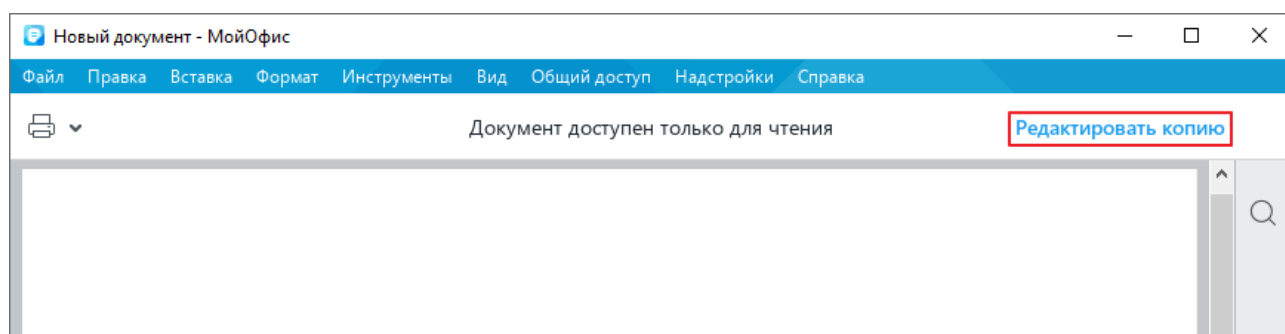 Новый документ - МойОфис
Файл Правка Вставка Формат Инструменты Вид Общий доступ Надстройки Справка
Документ доступен только для чтения Редактировать копию